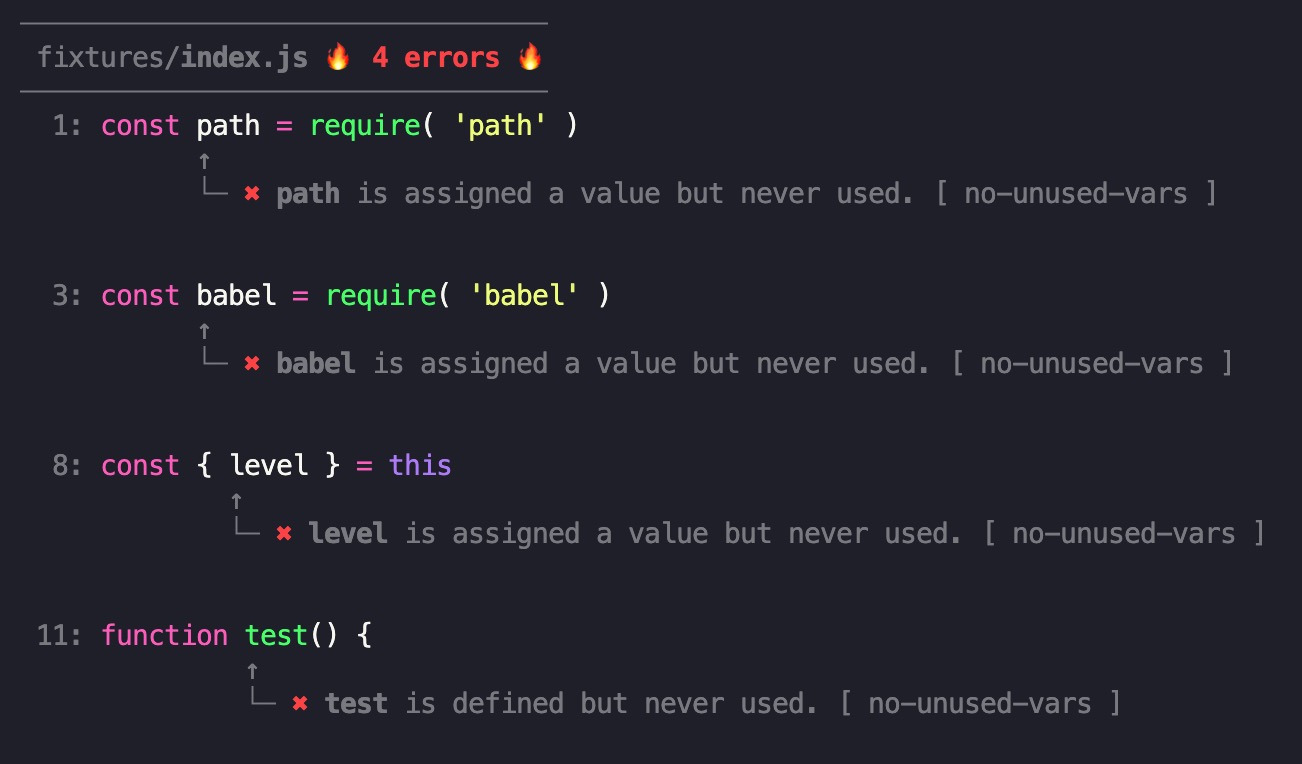 fixtures/index.js 🔥 4 errors 🔥
1: const path = require( 'path' )
↑
└─ ✖ path is assigned a value but never used. [ no-unused-vars ]
3: const babel = require( 'babel' )
↑
└─ ✖ babel is assigned a value but never used. [ no-unused-vars ]
8: const { level } = this
↑
└─ ✖ level is assigned a value but never used. [ no-unused-vars ]
11: function test() {
↑
└─ ✖ test is defined but never used. [ no-unused-vars ]